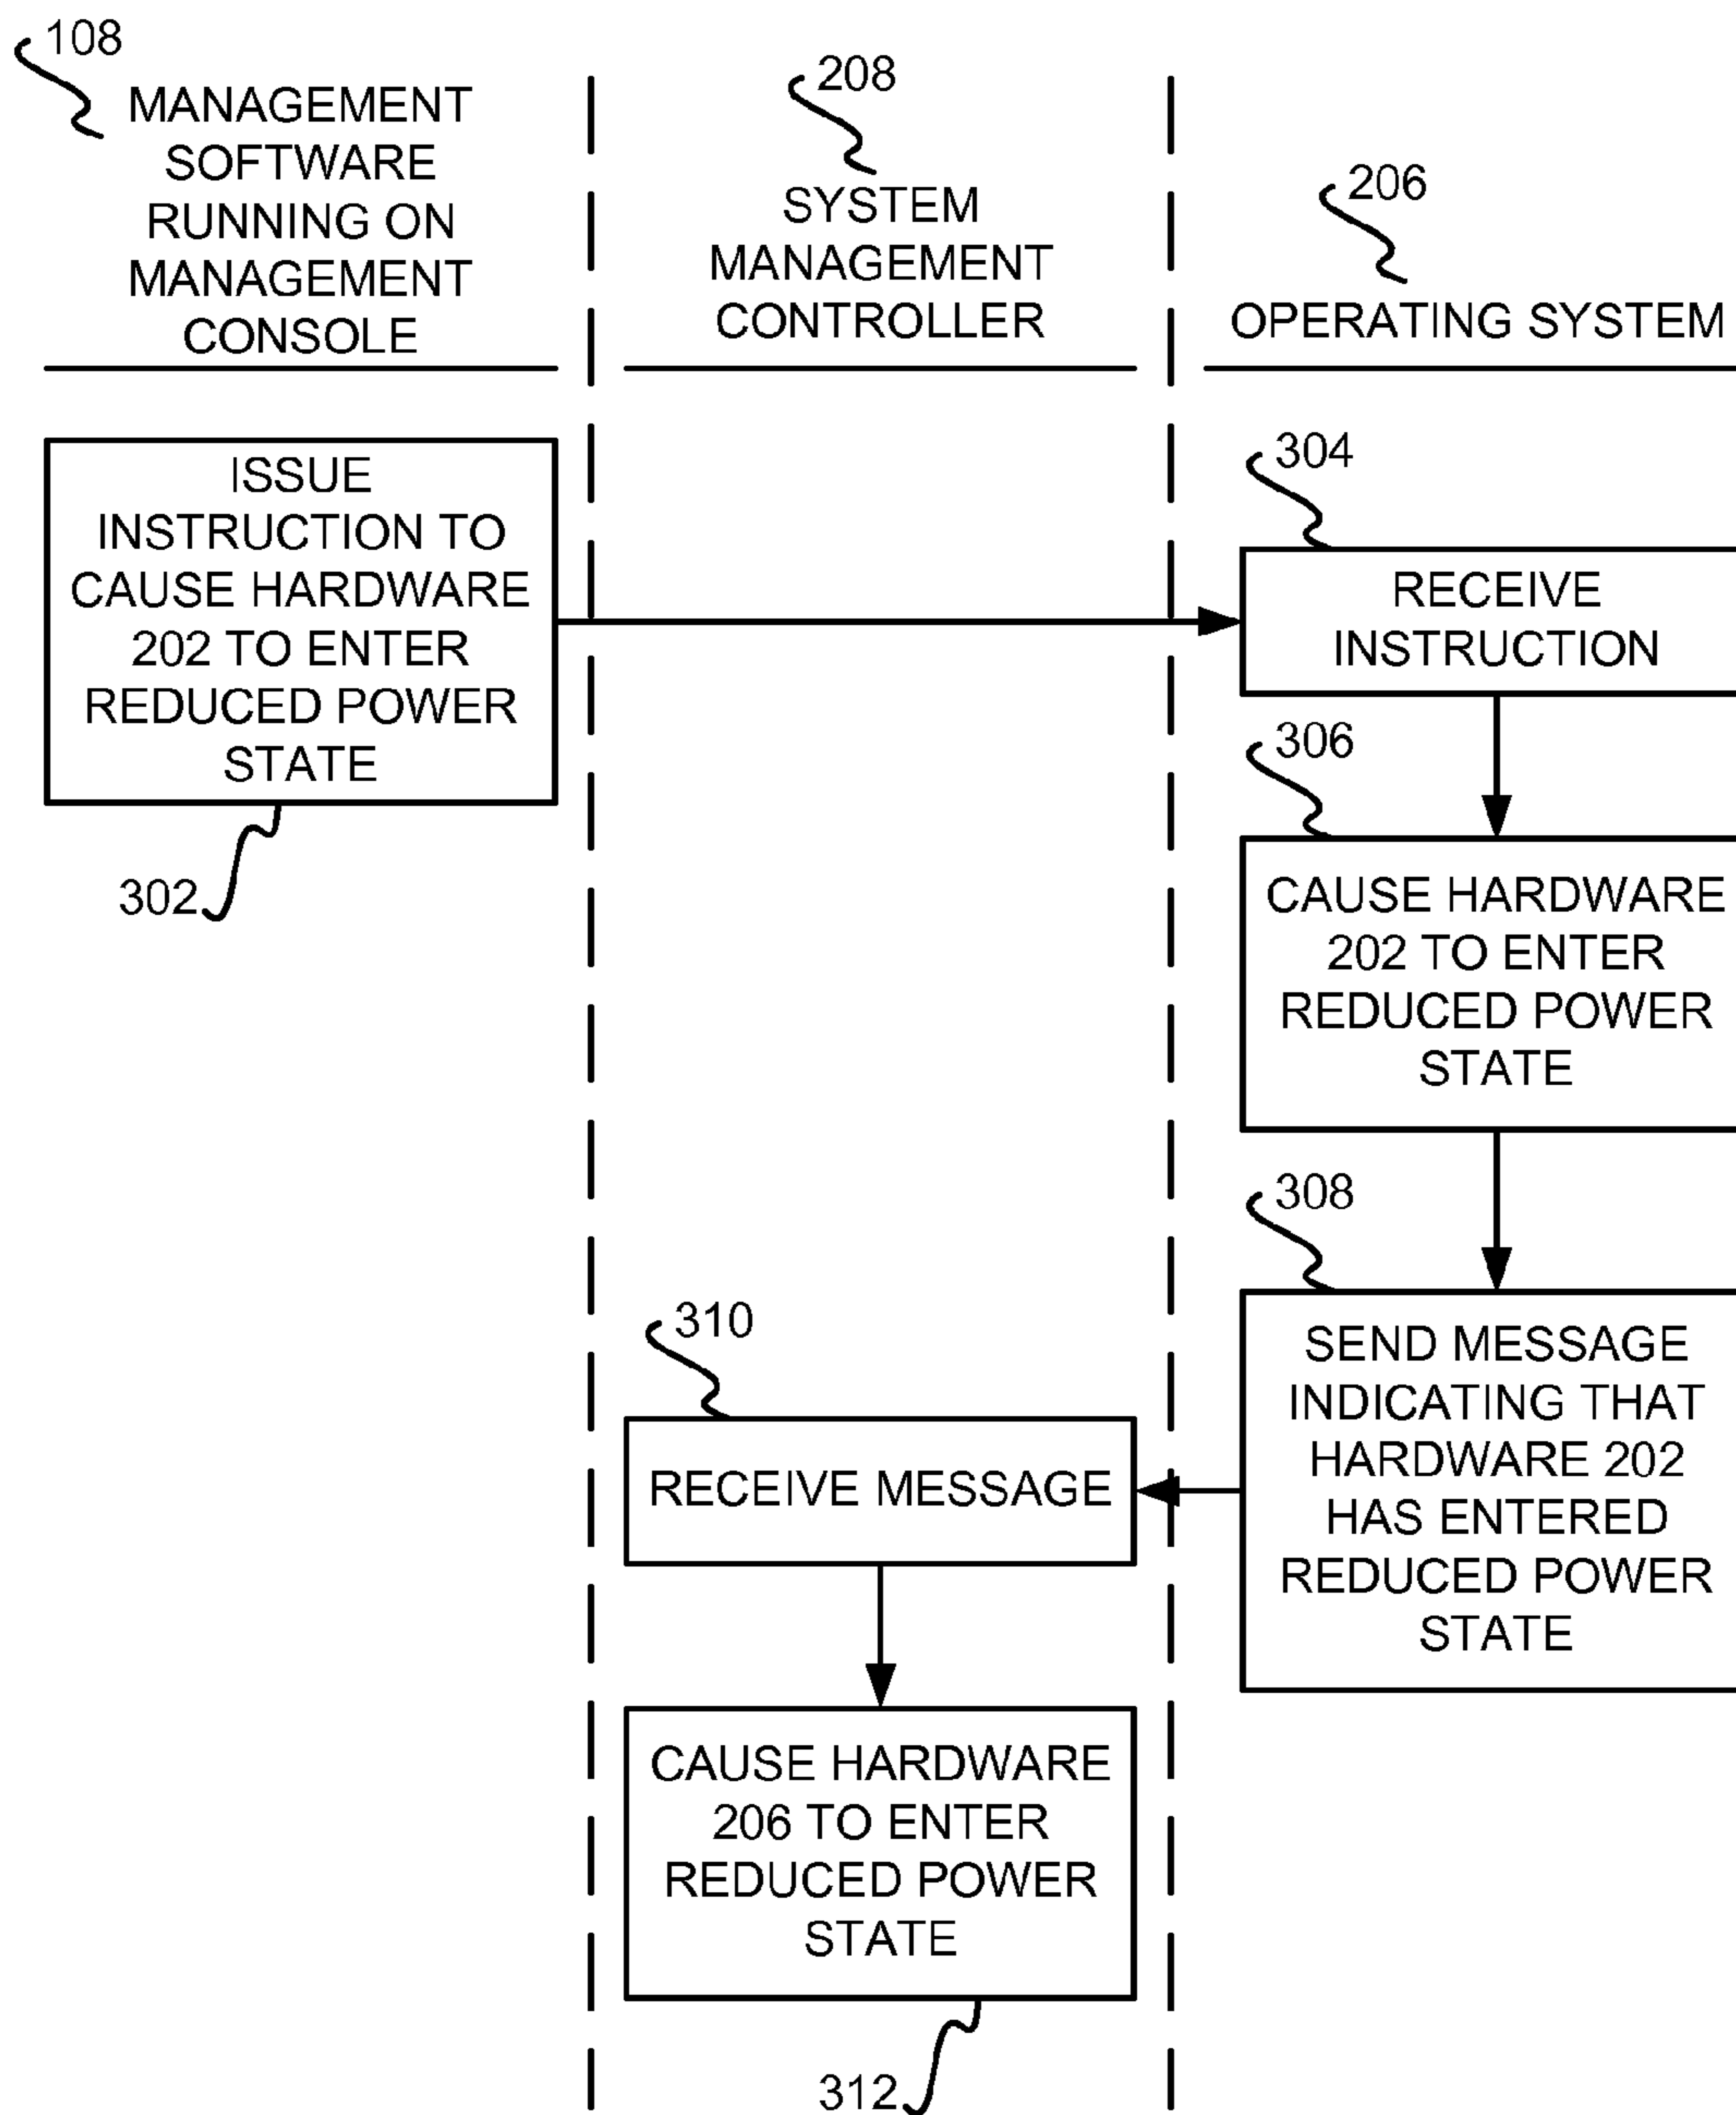 108
MANAGEMENT
SOFTWARE
RUNNING ON
MANAGEMENT
CONSOLE
208
SYSTEM
MANAGEMENT
CONTROLLER
206
OPERATING SYSTEM
ISSUE
INSTRUCTION TO
CAUSE HARDWARE
202 TO ENTER
REDUCED POWER
STATE
302
304
RECEIVE
INSTRUCTION
306
CAUSE HARDWARE
202 TO ENTER
REDUCED POWER
STATE
308
SEND MESSAGE
INDICATING THAT
HARDWARE 202
HAS ENTERED
REDUCED POWER
STATE
310
RECEIVE MESSAGE
CAUSE HARDWARE
206 TO ENTER
REDUCED POWER
STATE
312